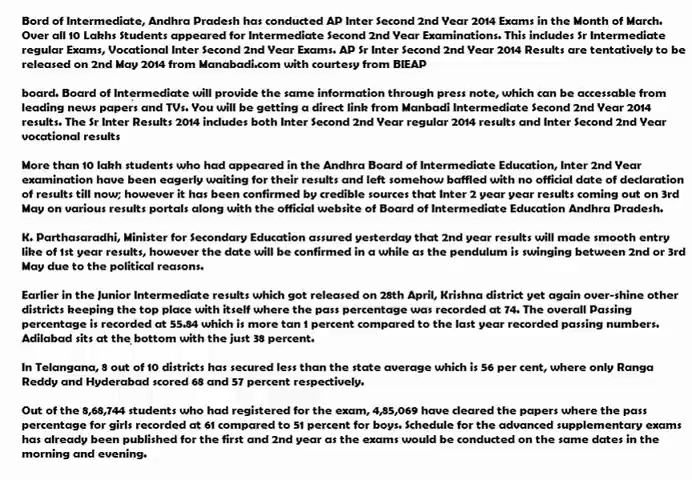 Bord of Intermediate, Andhra Pradesh has conducted AP Inter Second 2nd Year 2014 Exams in the Month of March.
Over all 10 Lakhs Students appeared for Intermediate Second 2nd Year Examinations. This includes Sr Intermediate
regular Exams, Vocational Inter Second 2nd Year Exams. AP Sr Inter Second 2nd Year 2014 Results are tentatively to be
released on 2nd May 2014 from Manabadi.com with courtesy from BIEAP
board. Board of Intermediate will provide the same information through press note, which can be accessable from
leading news papers and TVs. You will be getting a direct link from Manbadi Intermediate Second 2nd Year 2014
results. The Sr Inter Results 2014 includes both Inter Second 2nd Year regular 2014 results and Inter Second 2nd Year
vocational results
More than 10 lakh students who had appeared in the Andhra Board of Intermediate Education, Inter 2nd Year
examination have been eagerly waiting for their results and left somehow baffled with no official date of declaration
of results till now; however it has been confirmed by credible sources that Inter 2 year year results coming out on 3rd
May on various results portals along with the official website of Board of Intermediate Education Andhra Pradesh.
K. Parthasaradhi, Minister for Secondary Education assured yesterday that 2nd year results will made smooth entry
like of 1st year results, however the date will be confirmed in a while as the pendulum is swinging between 2nd or 3rd
May due to the political reasons.
Earlier in the Junior Intermediate results which got released on 28th April, Krishna district yet again over-shine other
districts keeping the top place with itself where the pass percentage was recorded at 74. The overall Passing
percentage is recorded at 55.84 which is more tan 1 percent compared to the last year recorded passing numbers.
Adilabad sits at the bottom with the just 38 percent.
In Telangana, 8 out of 10 districts has secured less than the state average which is 56 per cent, where only Ranga
Reddy and Hyderabad scored 68 and 57 percent respectively.
Out of the 8,68,744 students who had registered for the exam, 4,85,069 have cleared the papers where the pass
percentage for girls recorded at 61 compared to 51 percent for boys. Schedule for the advanced supplementary exams
has already been published for the first and 2nd year as the exams would be conducted on the same dates in the
morning and evening.